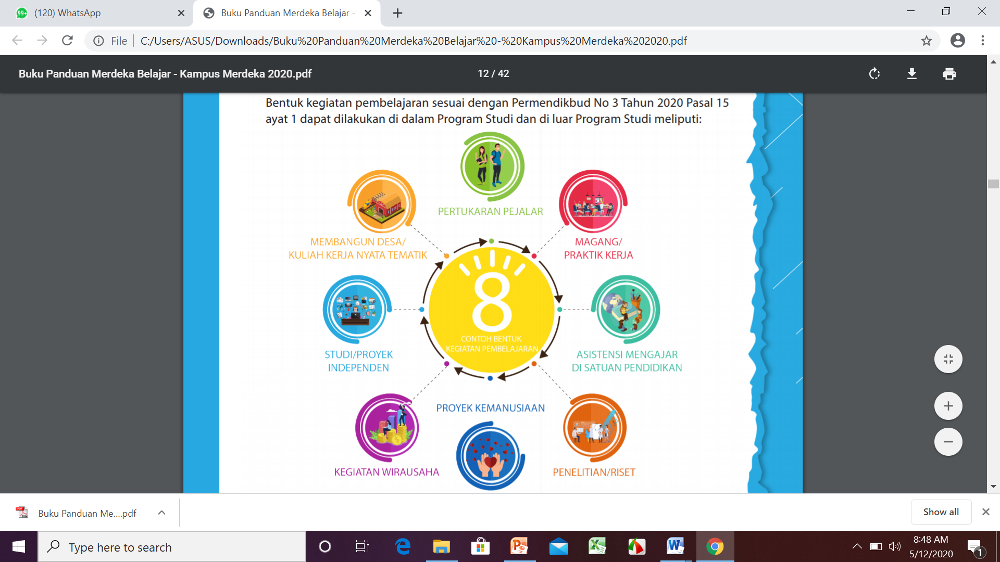 (120) WhatsApp
Buku Panduan Merdeka Belajar -
File
C:/Users/ASUS/Downloads/Buku%20Panduan%20Merdeka%20Belajar%20-%20Kampus%20Merdeka%202020.pdf
Buku Panduan Merdeka Belajar - Kampus Merdeka 2020.pdf
12 / 42
Bentuk kegiatan pembelajaran sesuai dengan Permendikbud No 3 Tahun 2020 Pasal 15
ayat 1 dapat dilakukan di dalam Program Studi dan di luar Program Studi meliputi:
PERTUKARAN PEJALAR
MEMBANGUN DESA/
KULIAH KERJA NYATA TEMATIK
MAGANG/
PRAKTIK KERJA
8
CONTOH BENTUK
KEGIATAN PEMBELAJARAN
STUDI/PROYEK
INDEPENDEN
ASISTENSI MENGAJAR
DI SATUAN PENDIDIKAN
PROYEK KEMANUSIAAN
KEGIATAN WIRAUSAHA
PENELITIAN/RISET
Buku Panduan Me....pdf
Show all
Type here to search
8:48 AM
5/12/2020
1